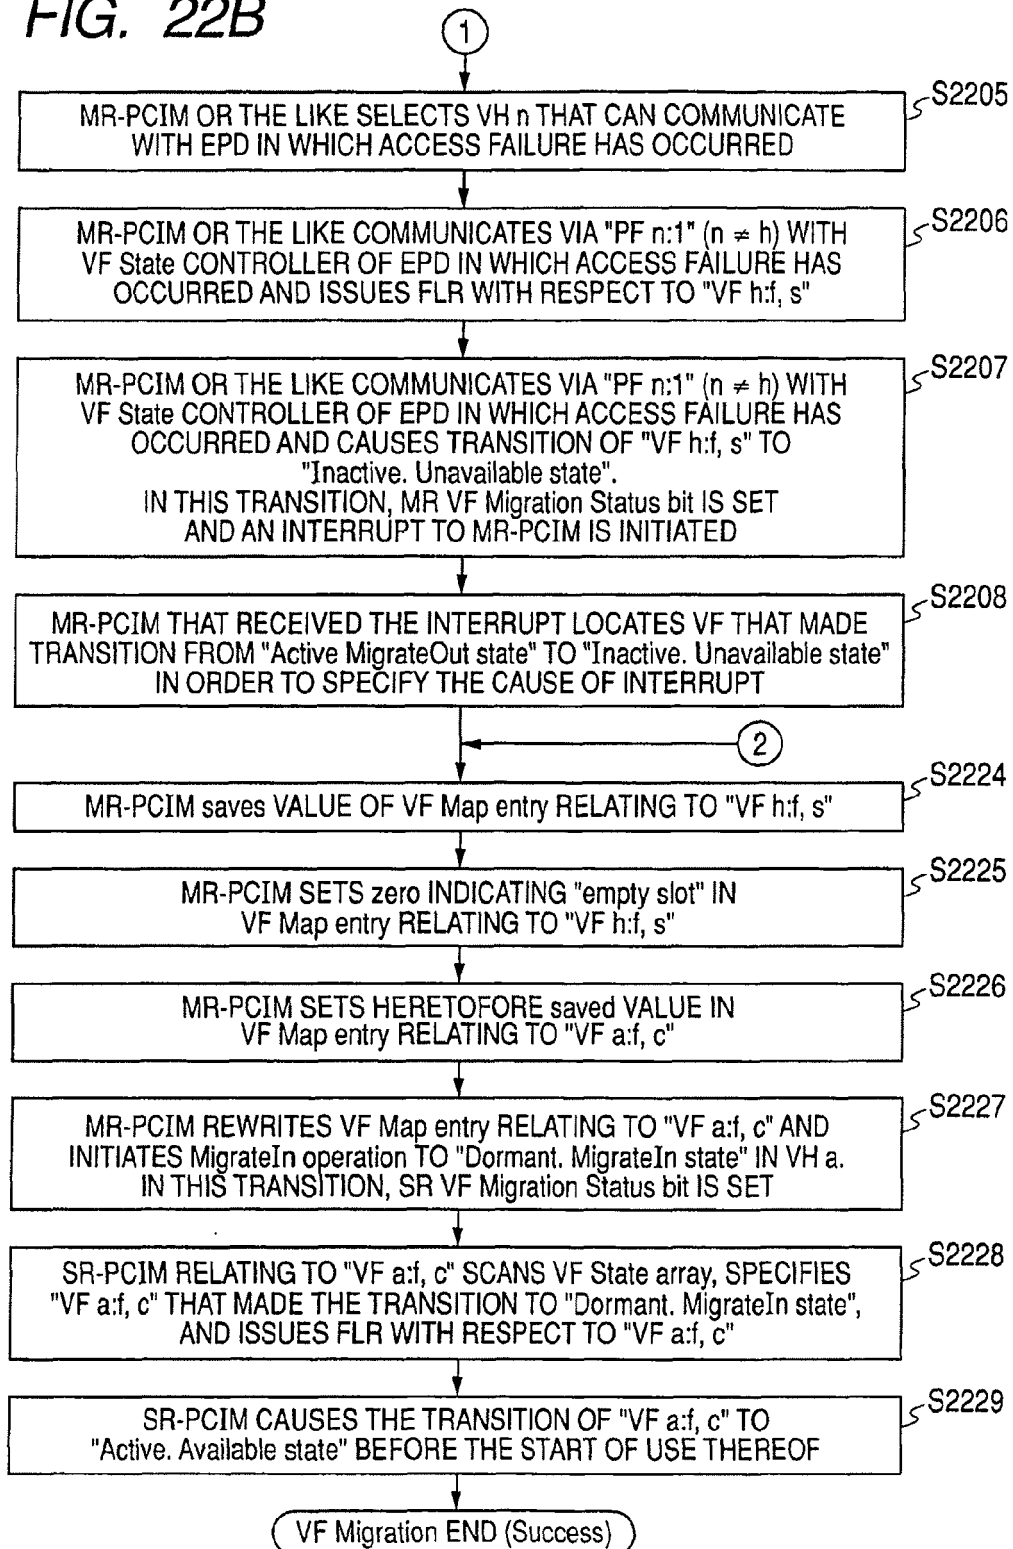 FIG. 22B
1
S2205
MR-PCIM OR THE LIKE SELECTS VH n THAT CAN COMMUNICATE
WITH EPD IN WHICH ACCESS FAILURE HAS OCCURRED
S2206
MR-PCIM OR THE LIKE COMMUNICATES VIA "PF n:1" (n ≠ h) WITH
VF State CONTROLLER OF EPD IN WHICH ACCESS FAILURE HAS
OCCURRED AND ISSUES FLR WITH RESPECT TO "VF h:f, s"
S2207
MR-PCIM OR THE LIKE COMMUNICATES VIA "PF n:1" (n ≠ h) WITH
VF State CONTROLLER OF EPD IN WHICH ACCESS FAILURE HAS
OCCURRED AND CAUSES TRANSITION OF "VF h:f, s" TO
"Inactive. Unavailable state".
IN THIS TRANSITION, MR VF Migration Status bit IS SET
AND AN INTERRUPT TO MR-PCIM IS INITIATED
S2208
MR-PCIM THAT RECEIVED THE INTERRUPT LOCATES VF THAT MADE
TRANSITION FROM "Active MigrateOut state" TO "Inactive. Unavailable state"
IN ORDER TO SPECIFY THE CAUSE OF INTERRUPT
2
S2224
MR-PCIM saves VALUE OF VF Map entry RELATING TO "VF h:f, s"
S2225
MR-PCIM SETS zero INDICATING "empty slot" IN
VF Map entry RELATING TO "VF h:f, s"
S2226
MR-PCIM SETS HERETOFORE saved VALUE IN
VF Map entry RELATING TO "VF a:f, c"
S2227
MR-PCIM REWRITES VF Map entry RELATING TO "VF a:f, c" AND
INITIATES MigrateIn operation TO "Dormant. MigrateIn state" IN VH a.
IN THIS TRANSITION, SR VF Migration Status bit IS SET
S2228
SR-PCIM RELATING TO "VF a:f, c" SCANS VF State array, SPECIFIES
"VF a:f, c" THAT MADE THE TRANSITION TO "Dormant. MigrateIn state",
AND ISSUES FLR WITH RESPECT TO "VF a:f, c"
S2229
SR-PCIM CAUSES THE TRANSITION OF "VF a:f, c" TO
"Active. Available state" BEFORE THE START OF USE THEREOF
VF Migration END (Success)